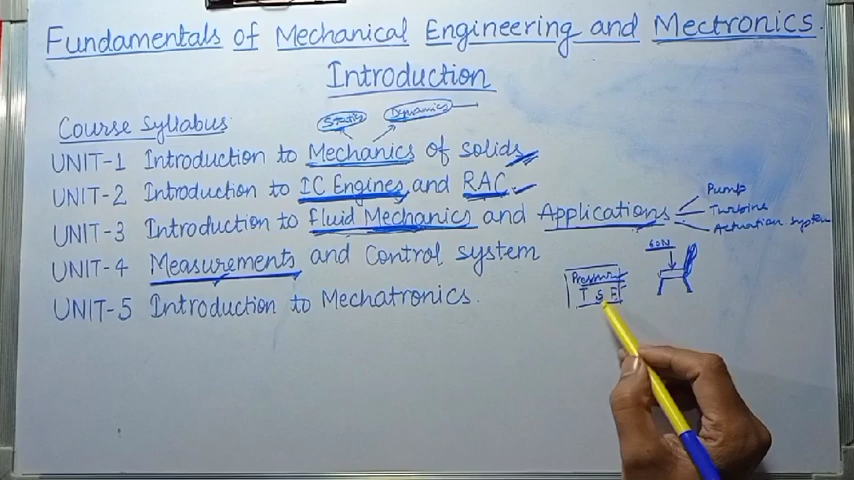 Fundamentals of Mechanical Engineering and Mectronics.
Introduction
Course Syllabus
Statics Dynamics
UNIT-1 Introduction to Mechanics of solids
UNIT-2 Introduction to IC Engines, and RAC.
UNIT-3 Introduction to Fluid Mechanics and Applications
Pump
Turbine
Actuation system
UNIT-4 Measurements and Control system
60N
Pressure
T S F
UNIT-5 Introduction to Mechatronics.